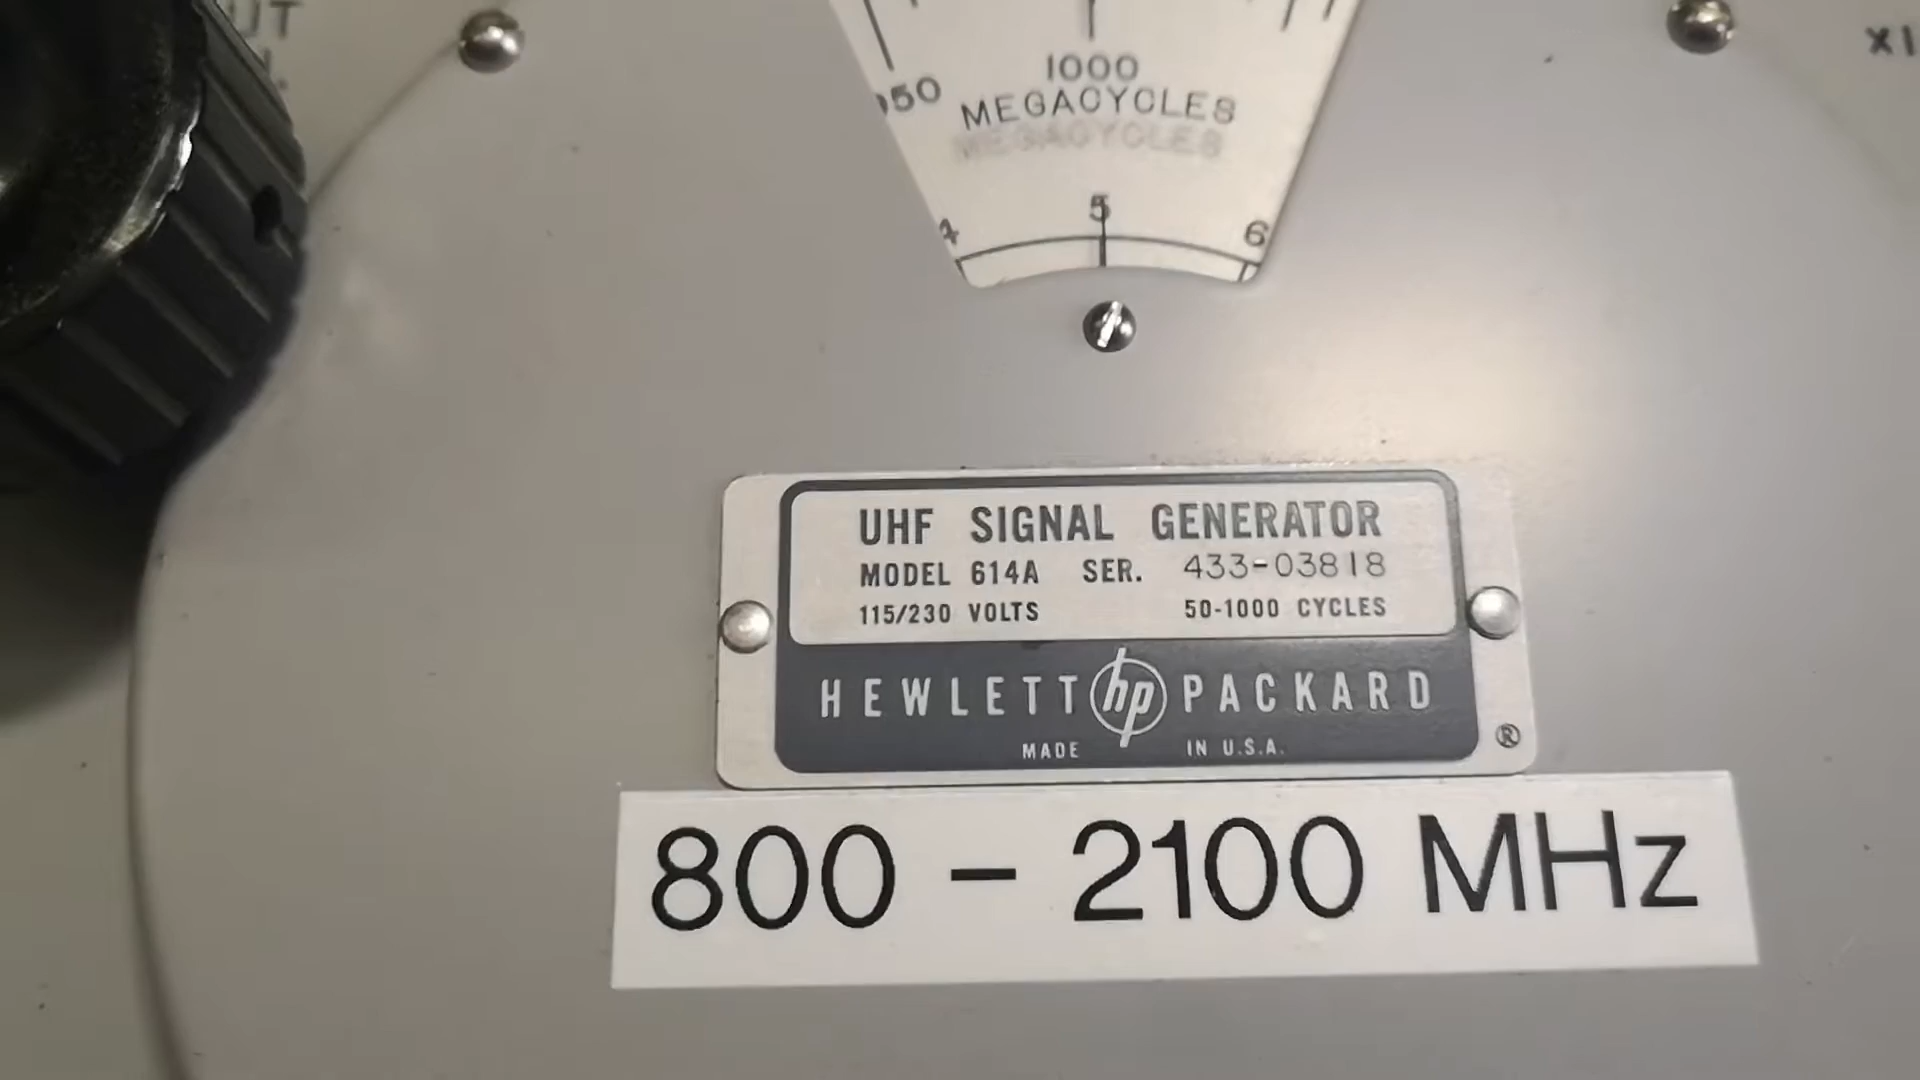 1000
MEGACYCLES
4 5 6
UHF SIGNAL GENERATOR
MODEL 614A SER. 433-03818
115/230 VOLTS 50-1000 CYCLES
HEWLETT hp PACKARD
MADE IN U.S.A.
®
800 - 2100 MHz